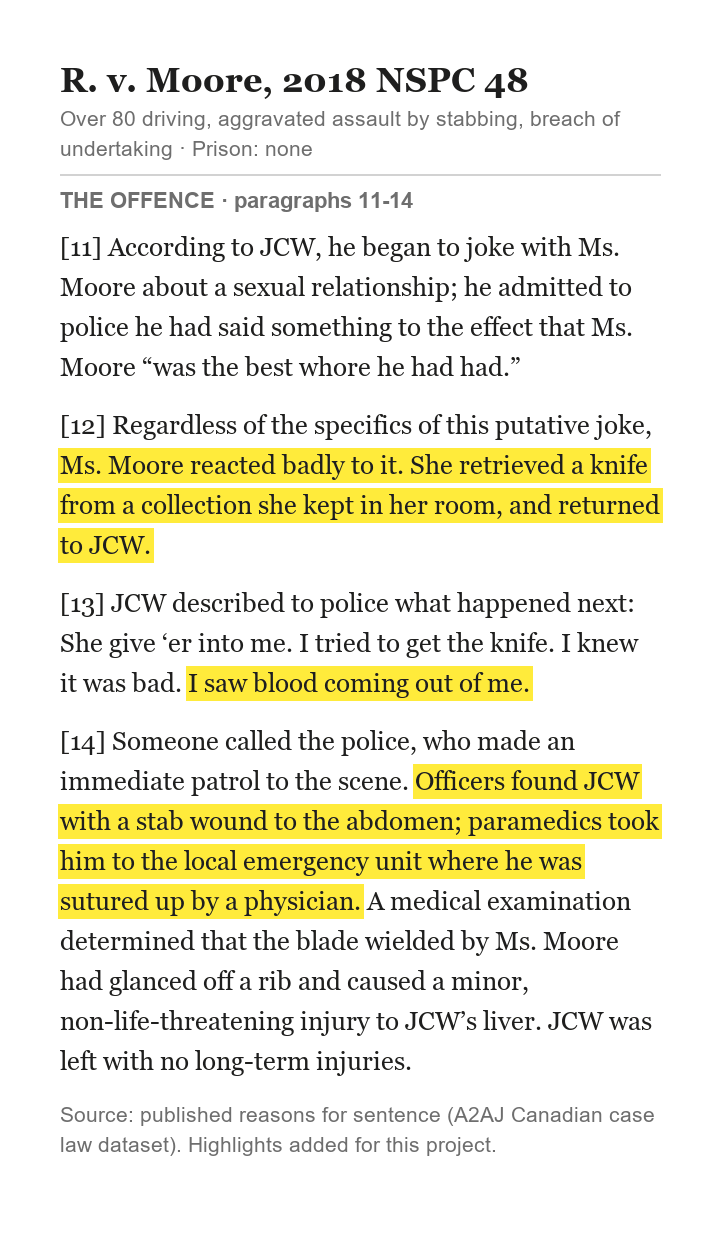 R. v. Moore, 2018 NSPC 48
Over 80 driving, aggravated assault by stabbing, breach of
undertaking · Prison: none
THE OFFENCE · paragraphs 11-14
[11] According to JCW, he began to joke with Ms.
Moore about a sexual relationship; he admitted to
police he had said something to the effect that Ms.
Moore “was the best whore he had had.”
[12] Regardless of the specifics of this putative joke,
Ms. Moore reacted badly to it. She retrieved a knife
from a collection she kept in her room, and returned
to JCW.
[13] JCW described to police what happened next:
She give ‘er into me. I tried to get the knife. I knew
it was bad. I saw blood coming out of me.
[14] Someone called the police, who made an
immediate patrol to the scene. Officers found JCW
with a stab wound to the abdomen; paramedics took
him to the local emergency unit where he was
sutured up by a physician. A medical examination
determined that the blade wielded by Ms. Moore
had glanced off a rib and caused a minor,
non-life-threatening injury to JCW’s liver. JCW was
left with no long-term injuries.
Source: published reasons for sentence (A2AJ Canadian case
law dataset). Highlights added for this project.